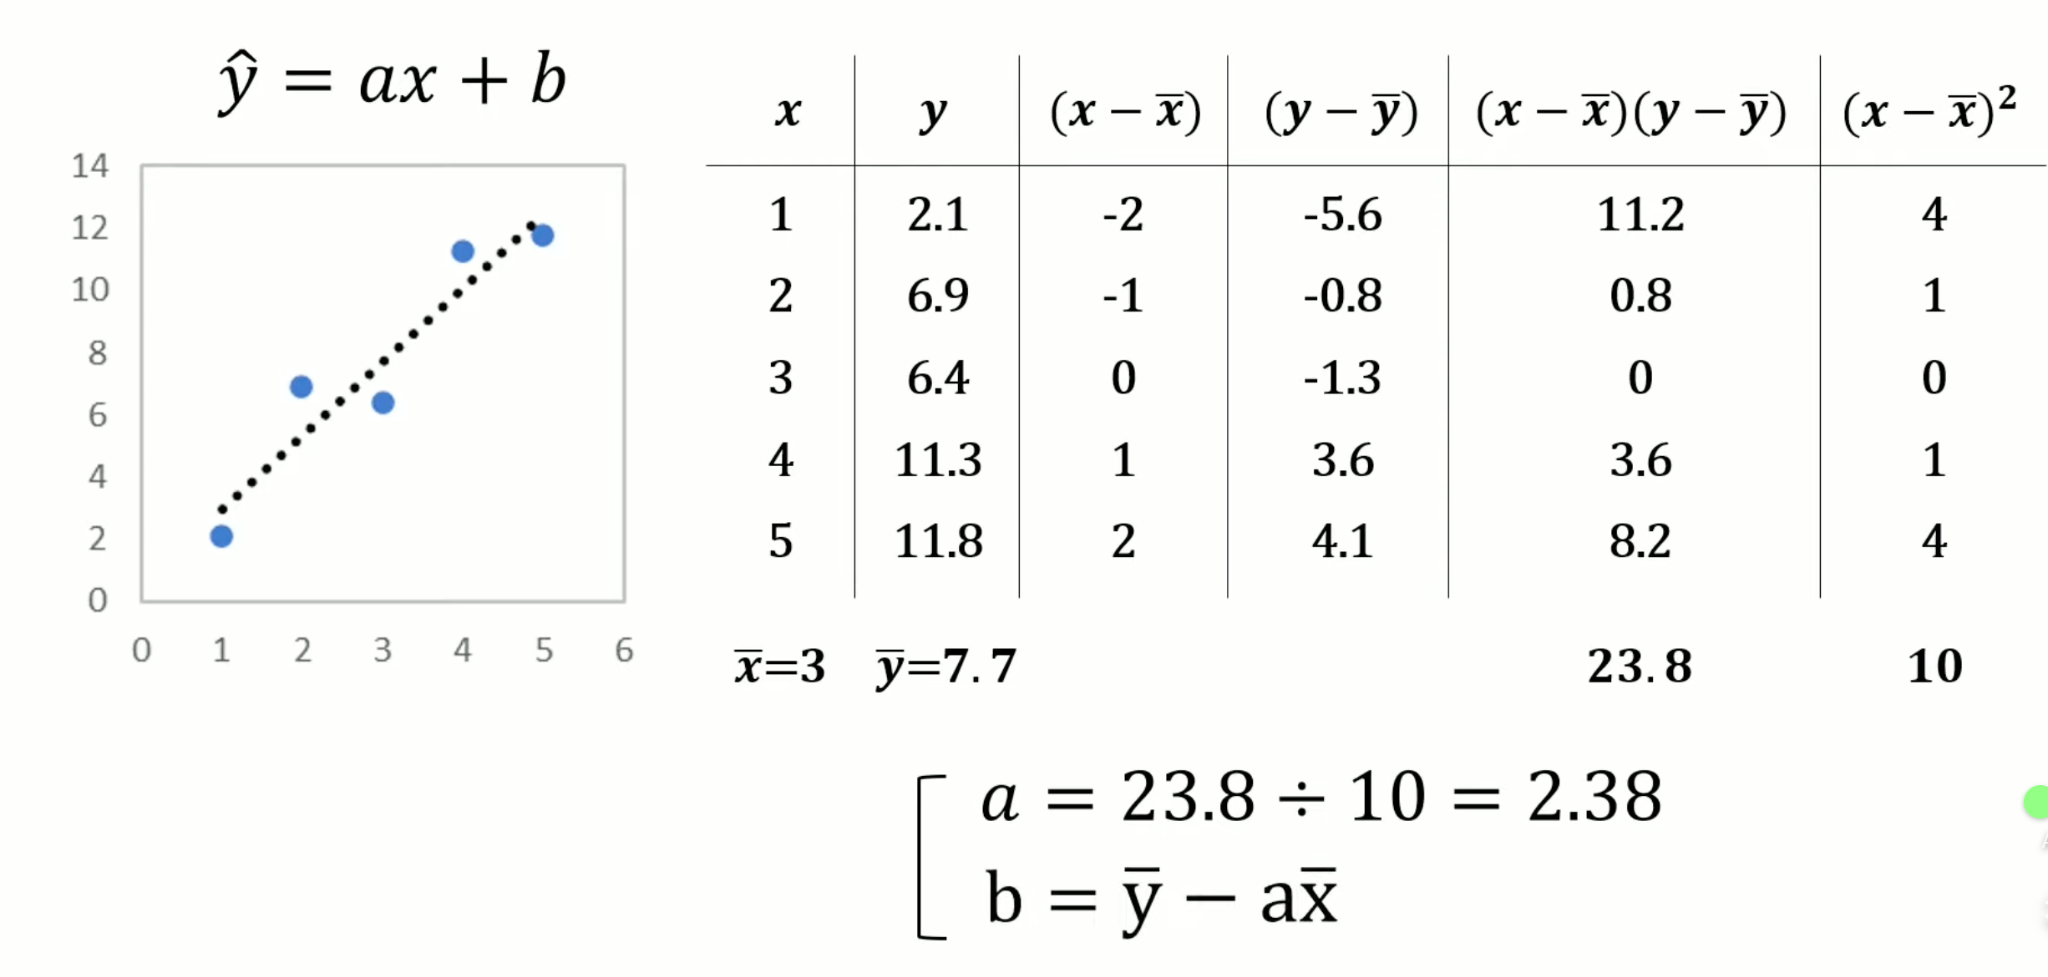 ŷ = ax + b
14
12
10
8
6
4
2
0
0 1 2 3 4 5 6
x y (x − x̅) (y − y̅) (x − x̅)(y − y̅) (x − x̅)²
1 2.1 -2 -5.6 11.2 4
2 6.9 -1 -0.8 0.8 1
3 6.4 0 -1.3 0 0
4 11.3 1 3.6 3.6 1
5 11.8 2 4.1 8.2 4
x̅=3 y̅=7.7 23.8 10
a = 23.8 ÷ 10 = 2.38
b = y̅ − ax̅